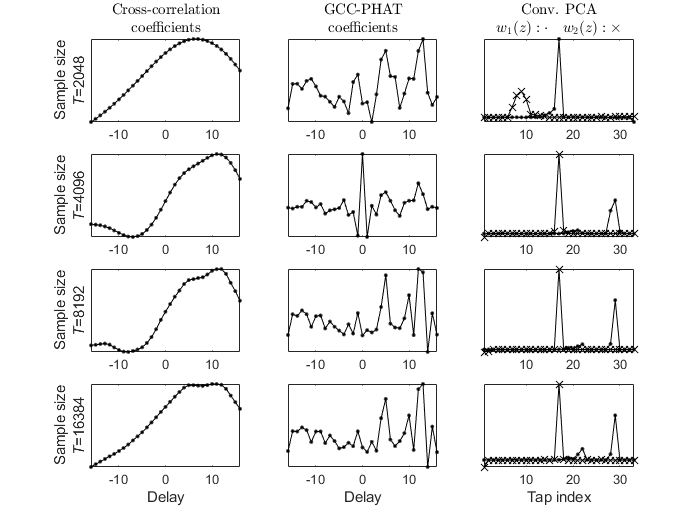 Cross-correlation coefficients
GCC-PHAT coefficients
Conv. PCA
w₁(z) : · w₂(z) : ×
Sample size
T=2048
-10 0 10
-10 0 10
10 20 30
Sample size
T=4096
-10 0 10
-10 0 10
10 20 30
Sample size
T=8192
-10 0 10
-10 0 10
10 20 30
Sample size
T=16384
-10 0 10
-10 0 10
10 20 30
Delay
Delay
Tap index